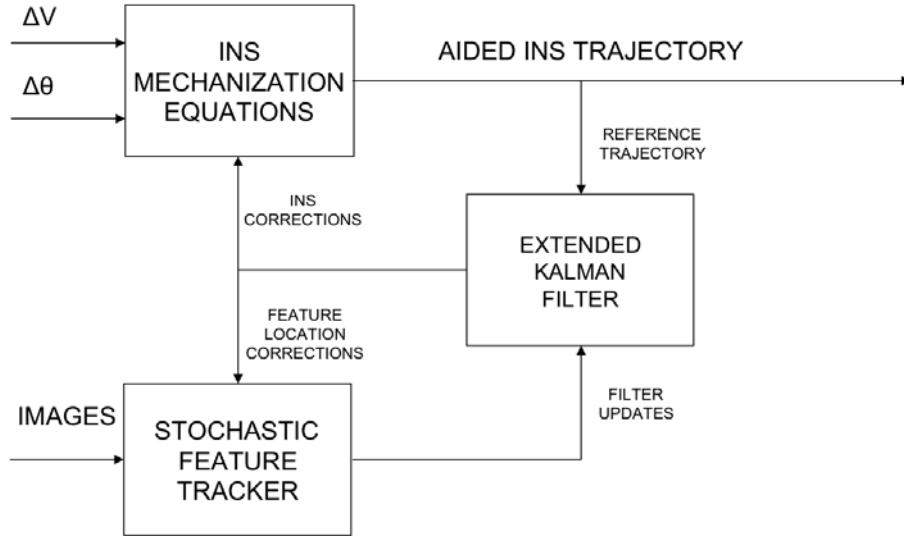 ΔV
Δθ
INS
MECHANIZATION
EQUATIONS
AIDED INS TRAJECTORY
REFERENCE
TRAJECTORY
INS
CORRECTIONS
EXTENDED
KALMAN
FILTER
FEATURE
LOCATION
CORRECTIONS
FILTER
UPDATES
IMAGES
STOCHASTIC
FEATURE
TRACKER